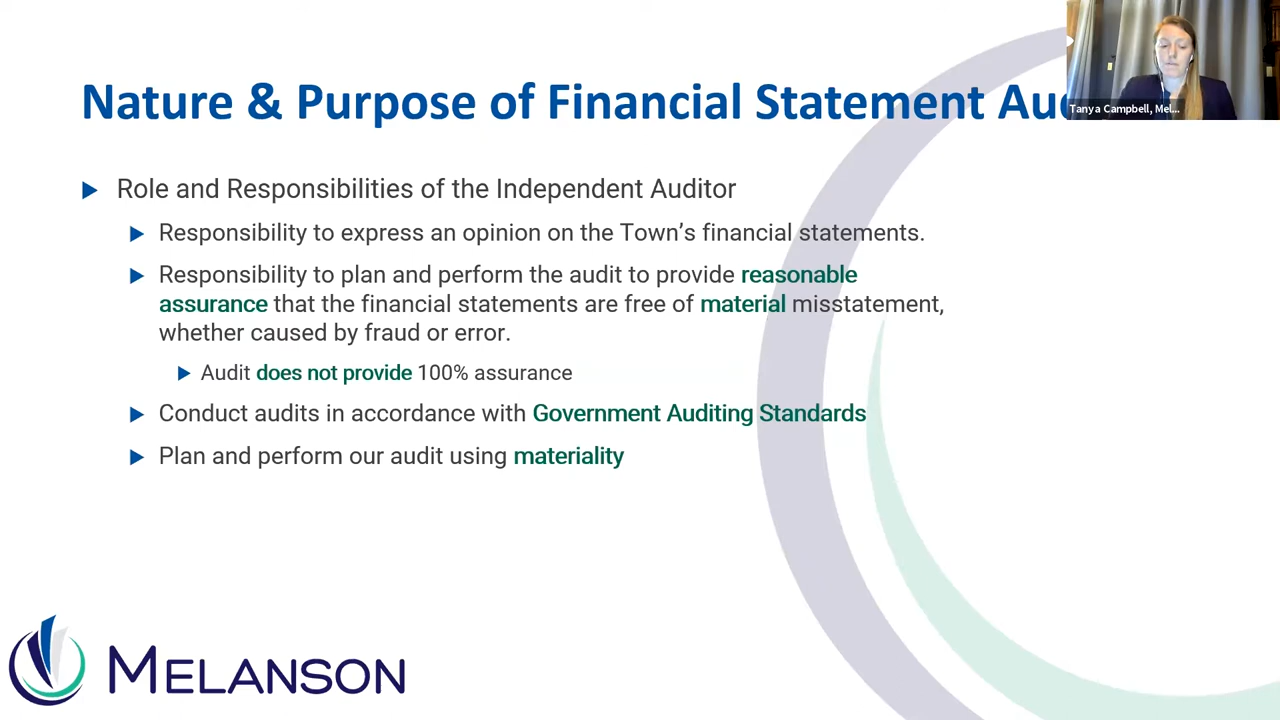 Nature & Purpose of Financial Statement Au
Tanya Campbell, Mel...
Role and Responsibilities of the Independent Auditor
Responsibility to express an opinion on the Town's financial statements.
Responsibility to plan and perform the audit to provide reasonable
assurance that the financial statements are free of material misstatement,
whether caused by fraud or error.
Audit does not provide 100% assurance
Conduct audits in accordance with Government Auditing Standards
Plan and perform our audit using materiality
MELANSON